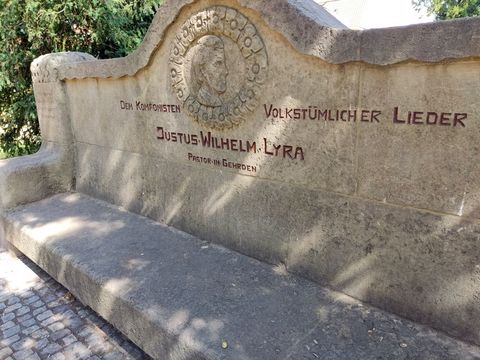 DEM KOMPONISTEN VOLKSTÜMLICHER LIEDER
JUSTUS·WILHELM·LYRA
PASTOR·IN GEHRDEN